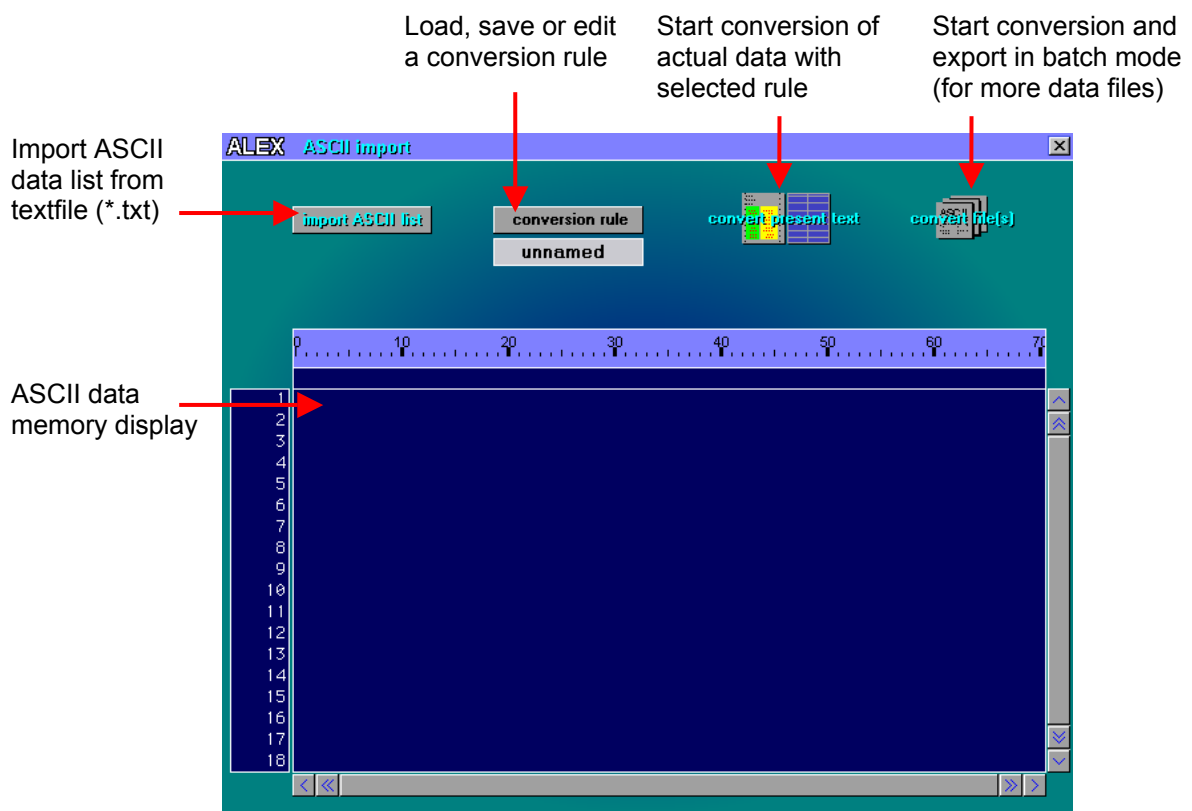 Load, save or edit
a conversion rule
Start conversion of
actual data with
selected rule
Start conversion and
export in batch mode
(for more data files)
Import ASCII
data list from
textfile (*.txt)
ALEX ASCII import
import ASCII list
conversion rule
unnamed
convert present text
ASCII
convert file(s)
0 10 20 30 40 50 60 70
ASCII data
memory display
1
2
3
4
5
6
7
8
9
10
11
12
13
14
15
16
17
18